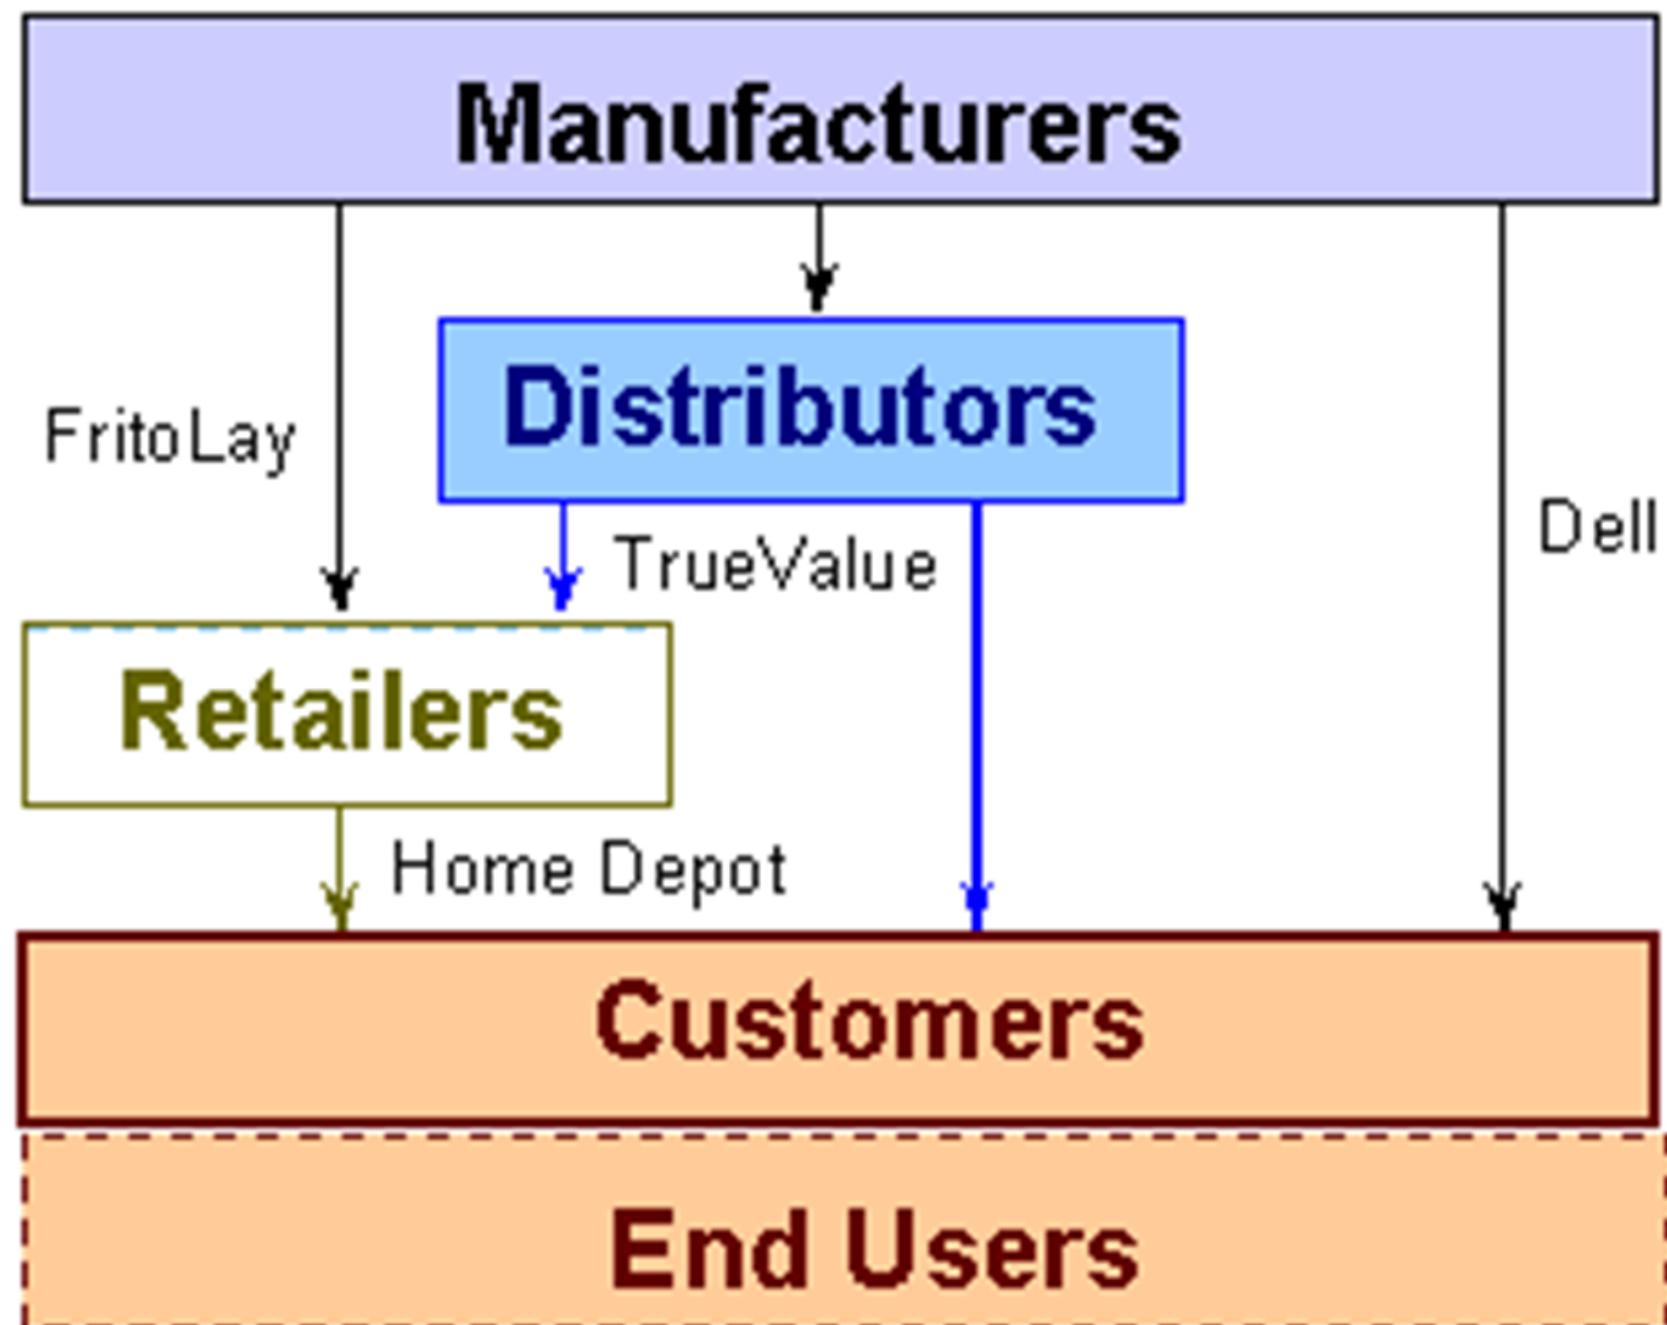 Manufacturers
Distributors
FritoLay
Dell
TrueValue
Retailers
Home Depot
Customers
End Users